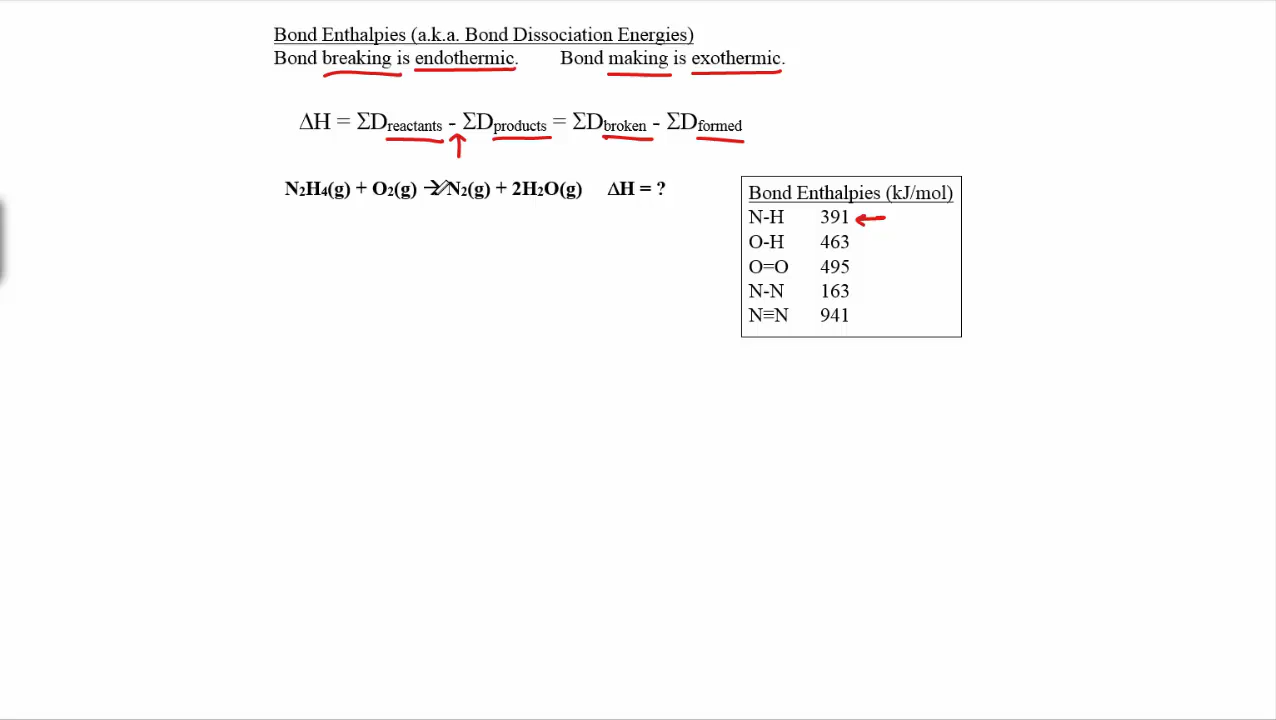 Bond Enthalpies (a.k.a. Bond Dissociation Energies)
Bond breaking is endothermic. Bond making is exothermic.
ΔH = ΣDreactants - ΣDproducts = ΣDbroken - ΣDformed
N₂H₄(g) + O₂(g) → N₂(g) + 2H₂O(g) ΔH = ?
Bond Enthalpies (kJ/mol)
N-H 391
O-H 463
O=O 495
N-N 163
N≡N 941